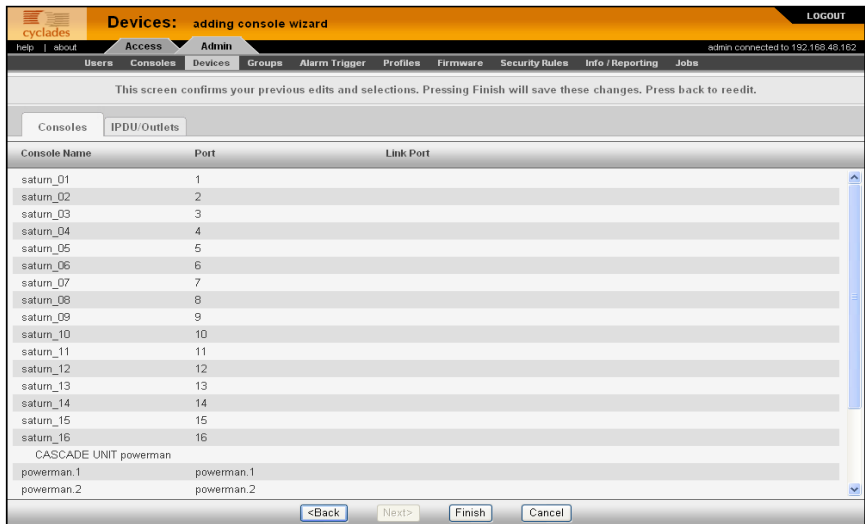 cyclades
Devices: adding console wizard
LOGOUT
help | about
Access Admin
admin connected to 192.168.48.162
Users Consoles Devices Groups Alarm Trigger Profiles Firmware Security Rules Info / Reporting Jobs
This screen confirms your previous edits and selections. Pressing Finish will save these changes. Press back to reedit.
Consoles IPDU/Outlets
Console Name Port Link Port
saturn_01 1
saturn_02 2
saturn_03 3
saturn_04 4
saturn_05 5
saturn_06 6
saturn_07 7
saturn_08 8
saturn_09 9
saturn_10 10
saturn_11 11
saturn_12 12
saturn_13 13
saturn_14 14
saturn_15 15
saturn_16 16
CASCADE UNIT powerman
powerman.1 powerman.1
powerman.2 powerman.2
<Back Next> Finish Cancel